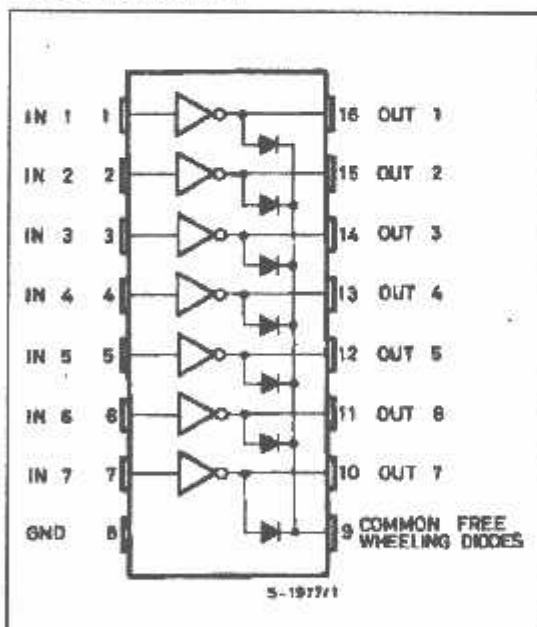 IN 1 1 16 OUT 1
IN 2 2 15 OUT 2
IN 3 3 14 OUT 3
IN 4 4 13 OUT 4
IN 5 5 12 OUT 5
IN 6 6 11 OUT 6
IN 7 7 10 OUT 7
GND 8 9 COMMON FREE
WHEELING DIODES
5-1977/1